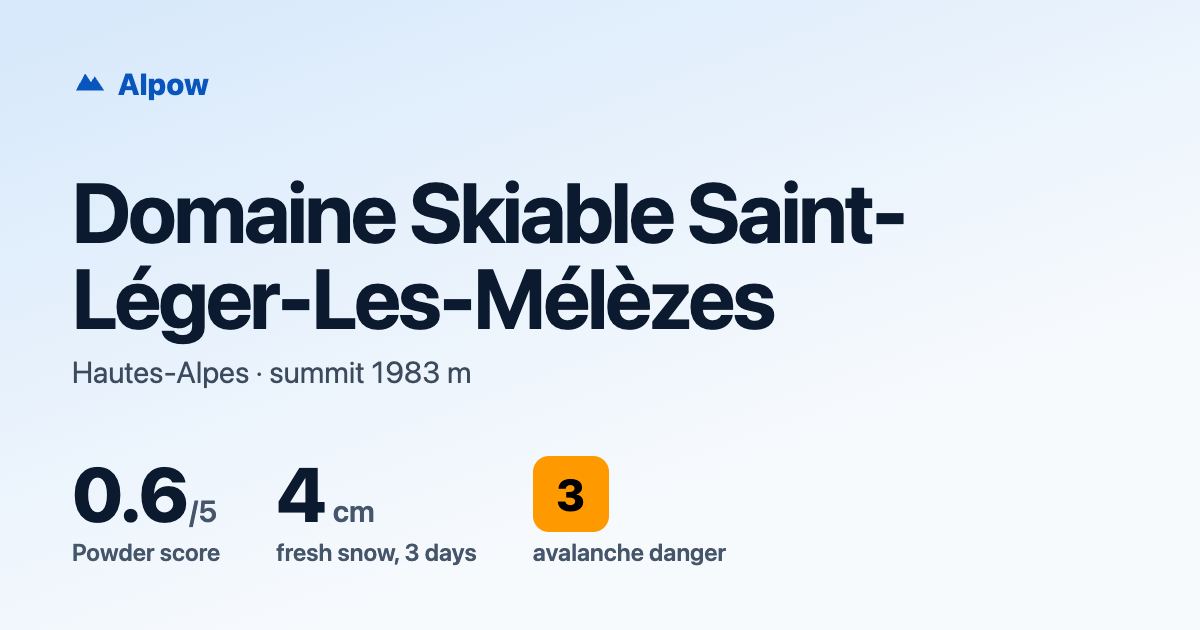 Alpow
Domaine Skiable Saint-
Léger-Les-Mélèzes
Hautes-Alpes · summit 1983 m
0.6/5
4 cm
3
Powder score
fresh snow, 3 days
avalanche danger